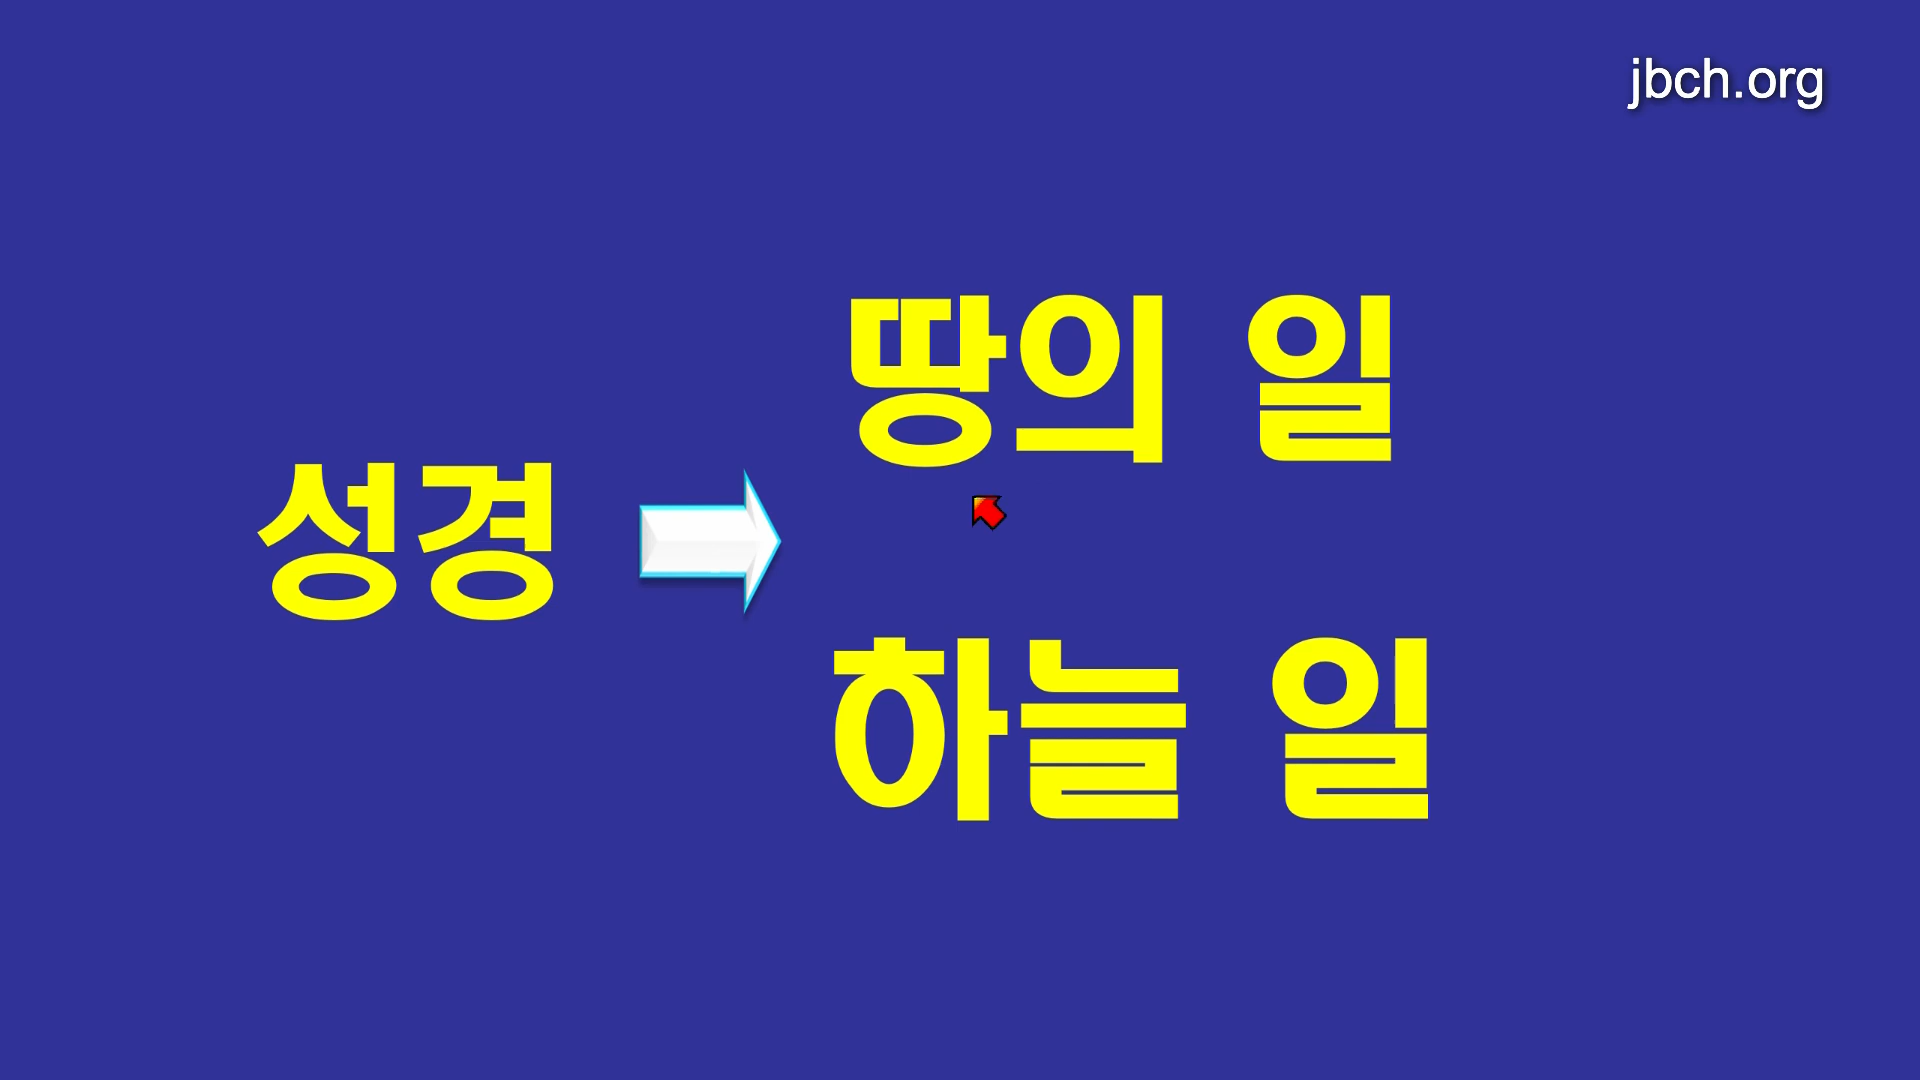 jbch.org
땅의 일
성경
하늘 일